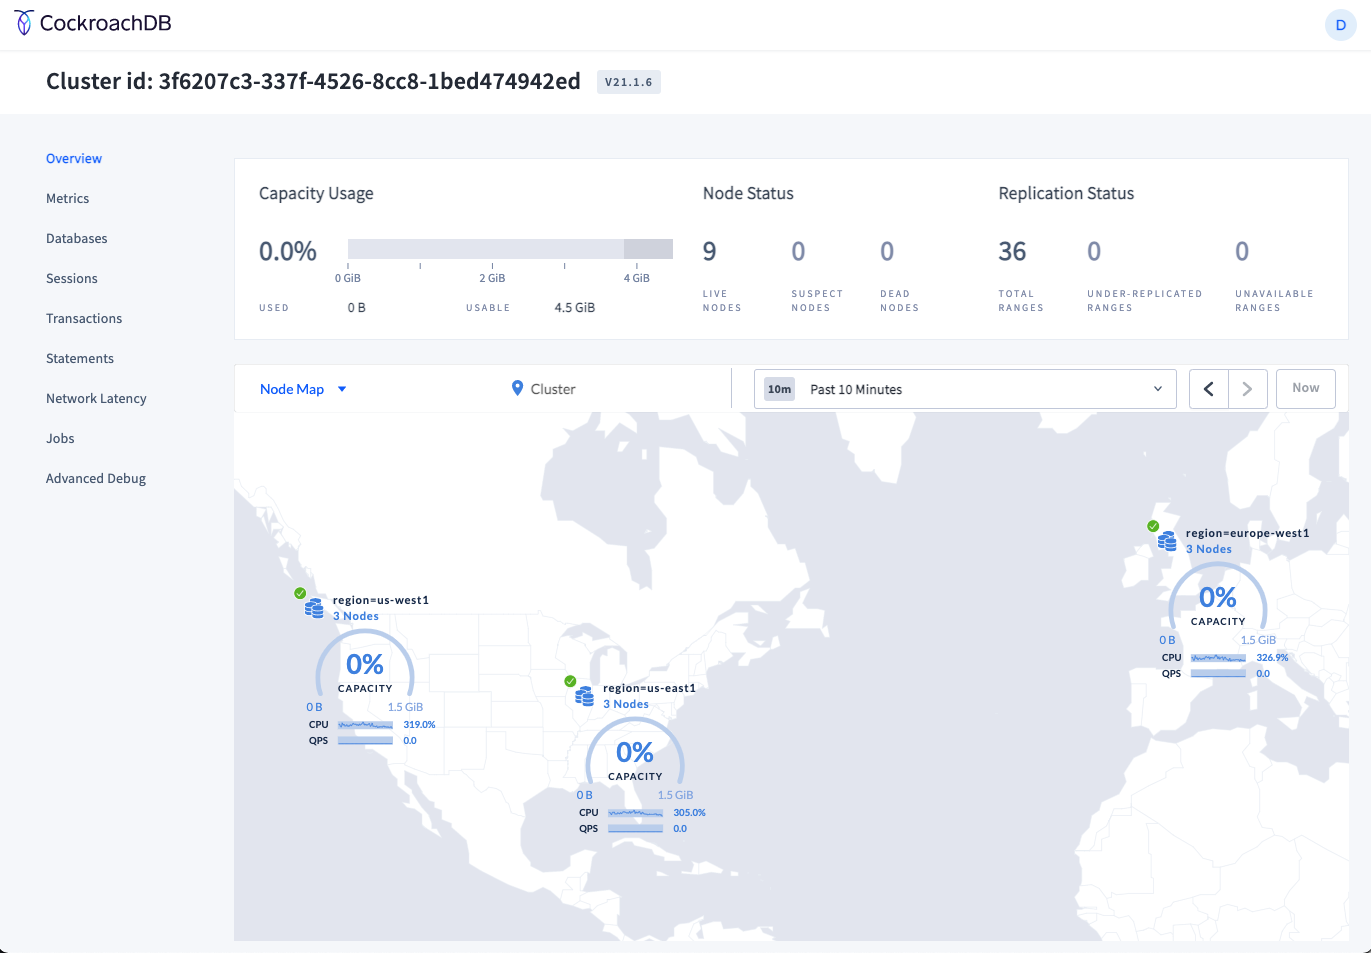 CockroachDB
D
Cluster id: 3f6207c3-337f-4526-8cc8-1bed474942ed V21.1.6
Overview
Metrics
Databases
Sessions
Transactions
Statements
Network Latency
Jobs
Advanced Debug
Capacity Usage
0.0%
0 GiB 2 GiB 4 GiB
USED 0 B USABLE 4.5 GiB
Node Status
9 0 0
LIVE NODES
SUSPECT NODES
DEAD NODES
Replication Status
36 0 0
TOTAL RANGES
UNDER-REPLICATED RANGES
UNAVAILABLE RANGES
Node Map
Cluster
10m Past 10 Minutes
Now
region=us-west1
3 Nodes
0%
CAPACITY
0 B 1.5 GiB
CPU 319.0%
QPS 0.0
region=us-east1
3 Nodes
0%
CAPACITY
0 B 1.5 GiB
CPU 305.0%
QPS 0.0
region=europe-west1
3 Nodes
0%
CAPACITY
0 B 1.5 GiB
CPU 326.9%
QPS 0.0